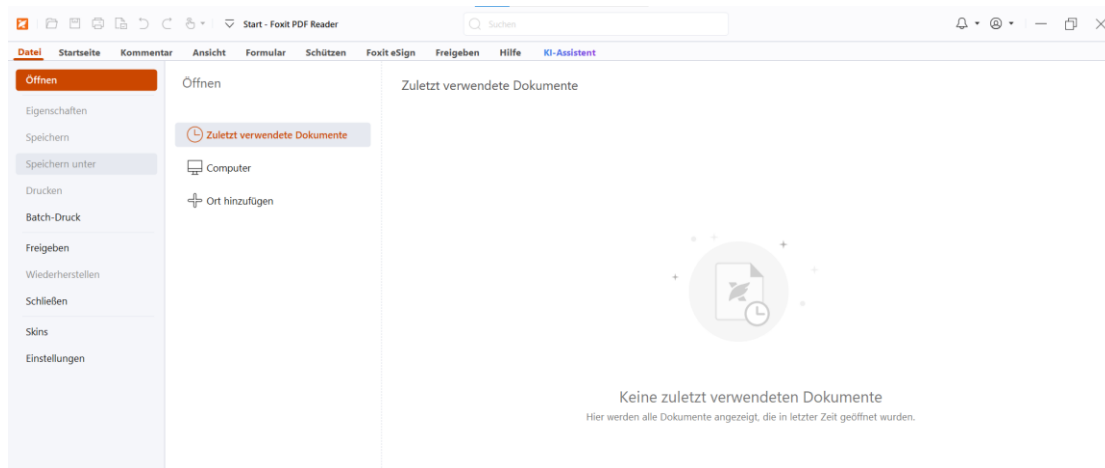 Start - Foxit PDF Reader
Suchen
Datei Startseite Kommentar Ansicht Formular Schützen Foxit eSign Freigeben Hilfe KI-Assistent
Öffnen
Eigenschaften
Speichern
Speichern unter
Drucken
Batch-Druck
Freigeben
Wiederherstellen
Schließen
Skins
Einstellungen
Öffnen
Zuletzt verwendete Dokumente
Computer
Ort hinzufügen
Zuletzt verwendete Dokumente
Keine zuletzt verwendeten Dokumente
Hier werden alle Dokumente angezeigt, die in letzter Zeit geöffnet wurden.